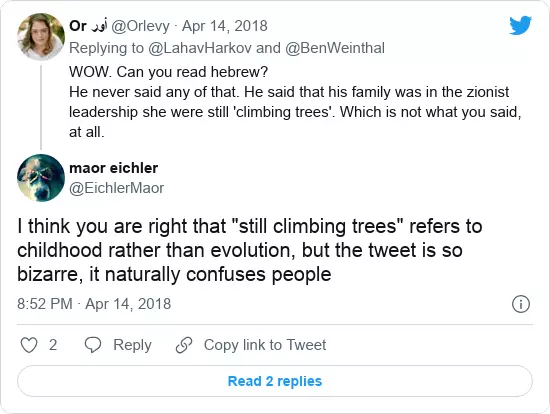 Or أور @Orlevy · Apr 14, 2018
Replying to @LahavHarkov and @BenWeinthal
WOW. Can you read hebrew?
He never said any of that. He said that his family was in the zionist
leadership she were still 'climbing trees'. Which is not what you said,
at all.
maor eichler
@EichlerMaor
I think you are right that "still climbing trees" refers to
childhood rather than evolution, but the tweet is so
bizarre, it naturally confuses people
8:52 PM · Apr 14, 2018
2 Reply Copy link to Tweet
Read 2 replies